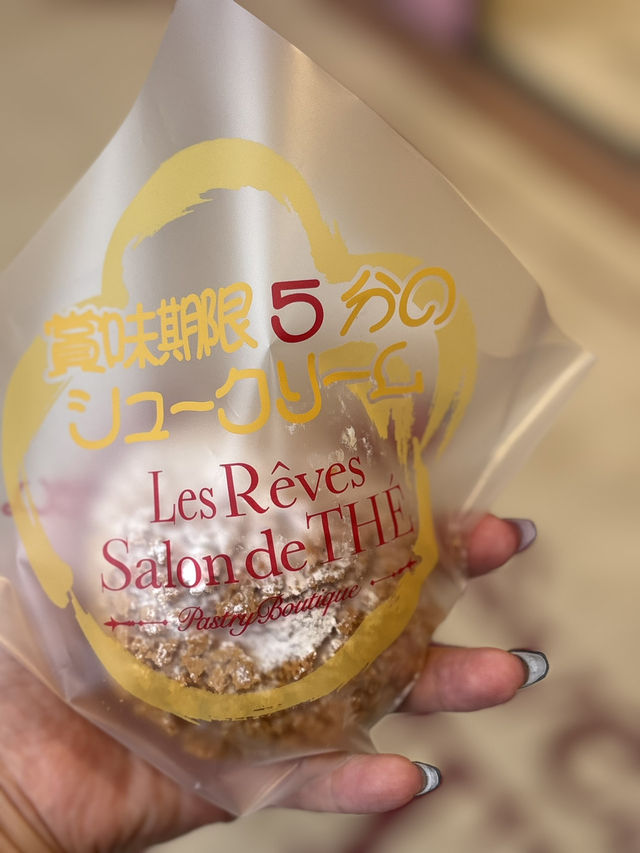 賞味期限5分の
シュークリーム
Les Rêves
Salon de THÉ
Pastry Boutique